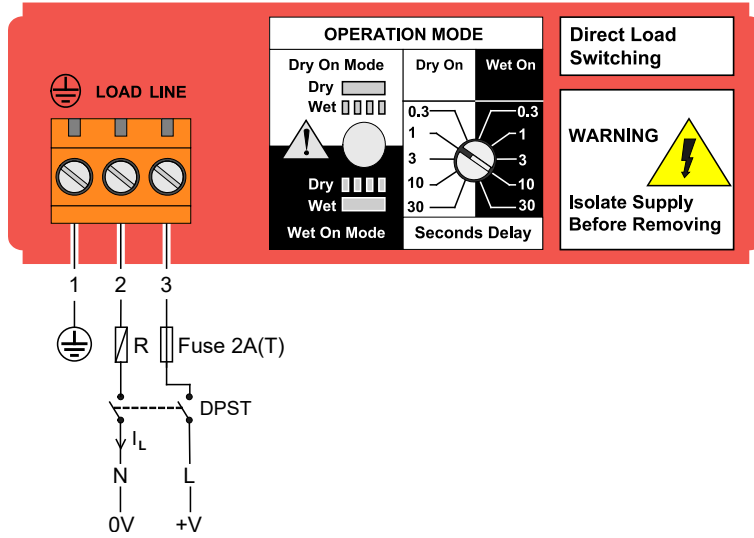 LOAD LINE
OPERATION MODE
Dry On Mode
Dry
Wet
Dry
Wet
Wet On Mode
Dry On
Wet On
0.3
0.3
1
1
3
3
10
10
30
30
Seconds Delay
Direct Load
Switching
WARNING
Isolate Supply
Before Removing
1
2
3
R
Fuse 2A(T)
DPST
IL
N
L
0V
+V